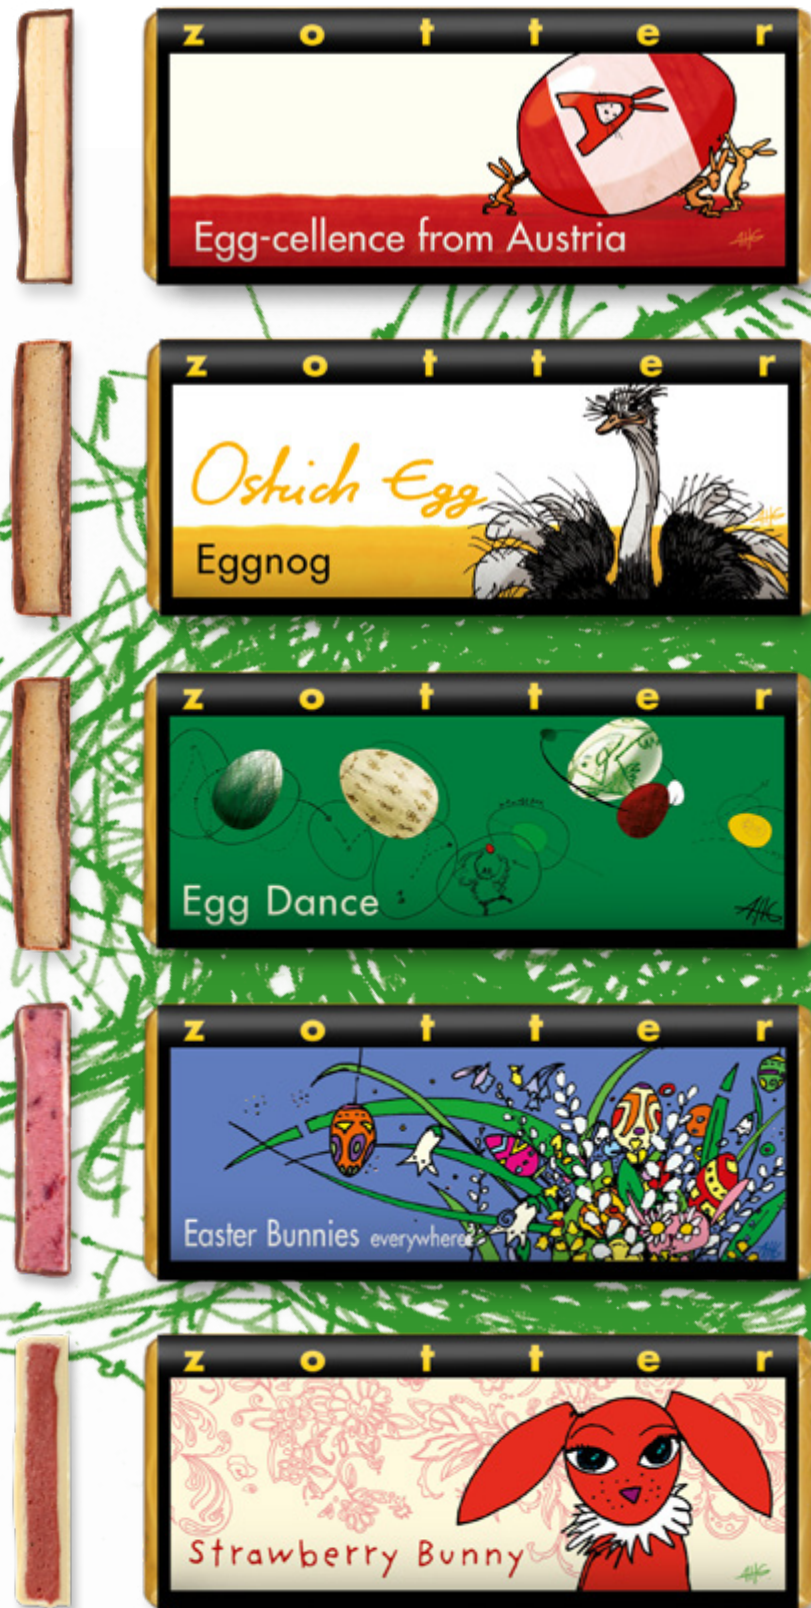 zotter
Egg-cellence from Austria
zotter
Ostrich Egg
Eggnog
zotter
Egg Dance
zotter
Easter Bunnies everywhere
zotter
Strawberry Bunny